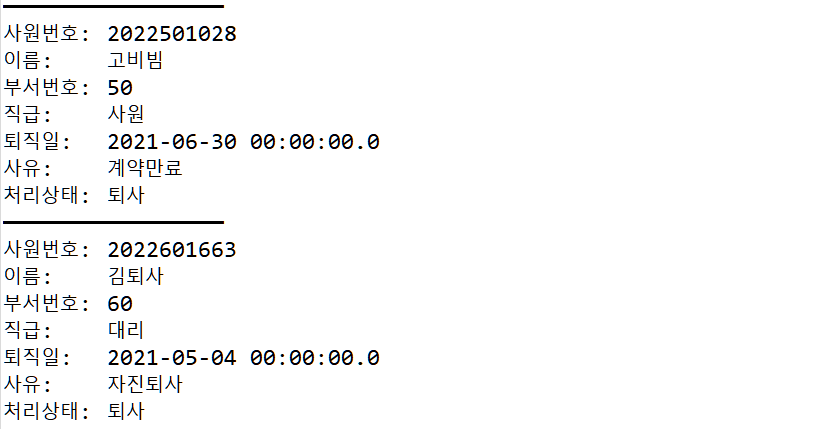 사원번호: 2022501028
이름: 고비빔
부서번호: 50
직급: 사원
퇴직일: 2021-06-30 00:00:00.0
사유: 계약만료
처리상태: 퇴사
사원번호: 2022601663
이름: 김퇴사
부서번호: 60
직급: 대리
퇴직일: 2021-05-04 00:00:00.0
사유: 자진퇴사
처리상태: 퇴사